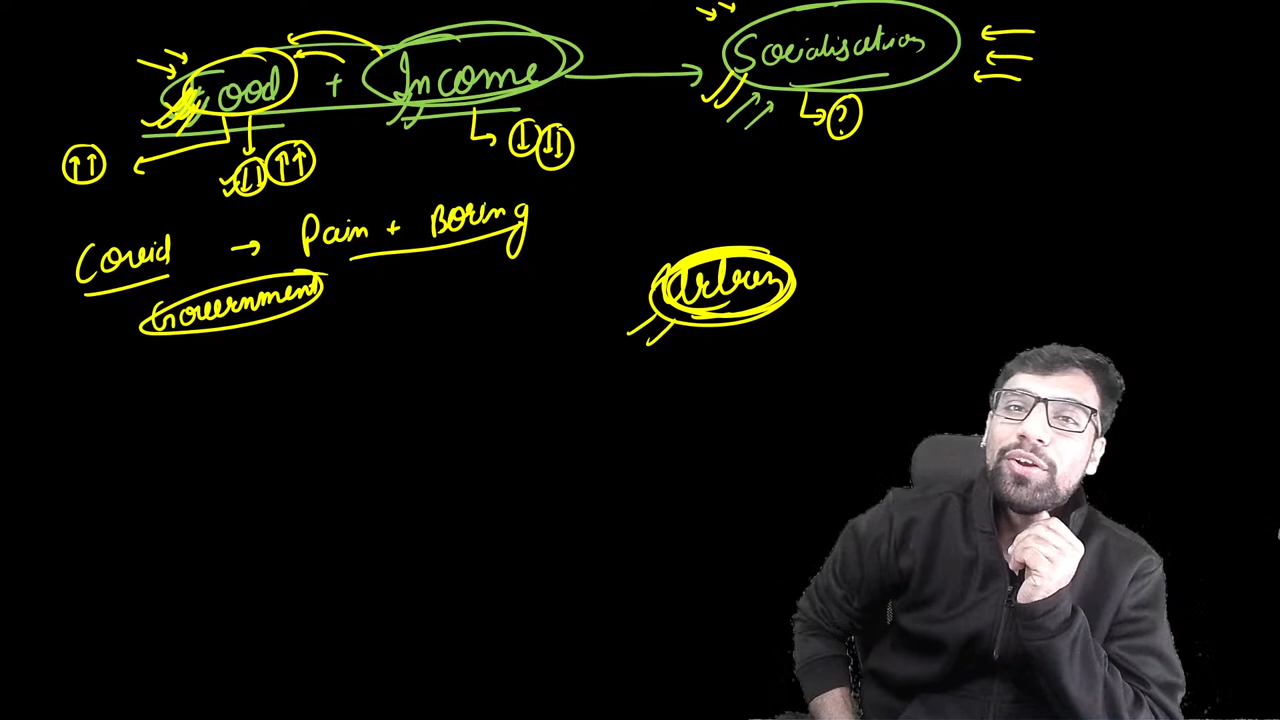 Food + Income → Socialisation
?
Covid → Pain + Boring
Government
Urban